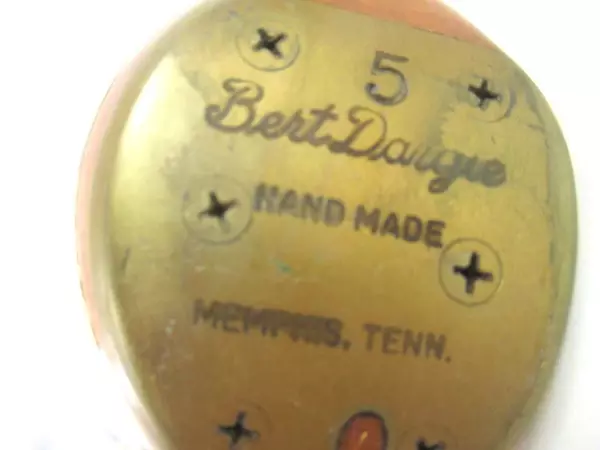 5
Bert Dargie
HAND MADE
MEMPHIS, TENN.